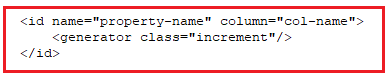 <id name="property-name" column="col-name">
    <generator class="increment"/>
</id>